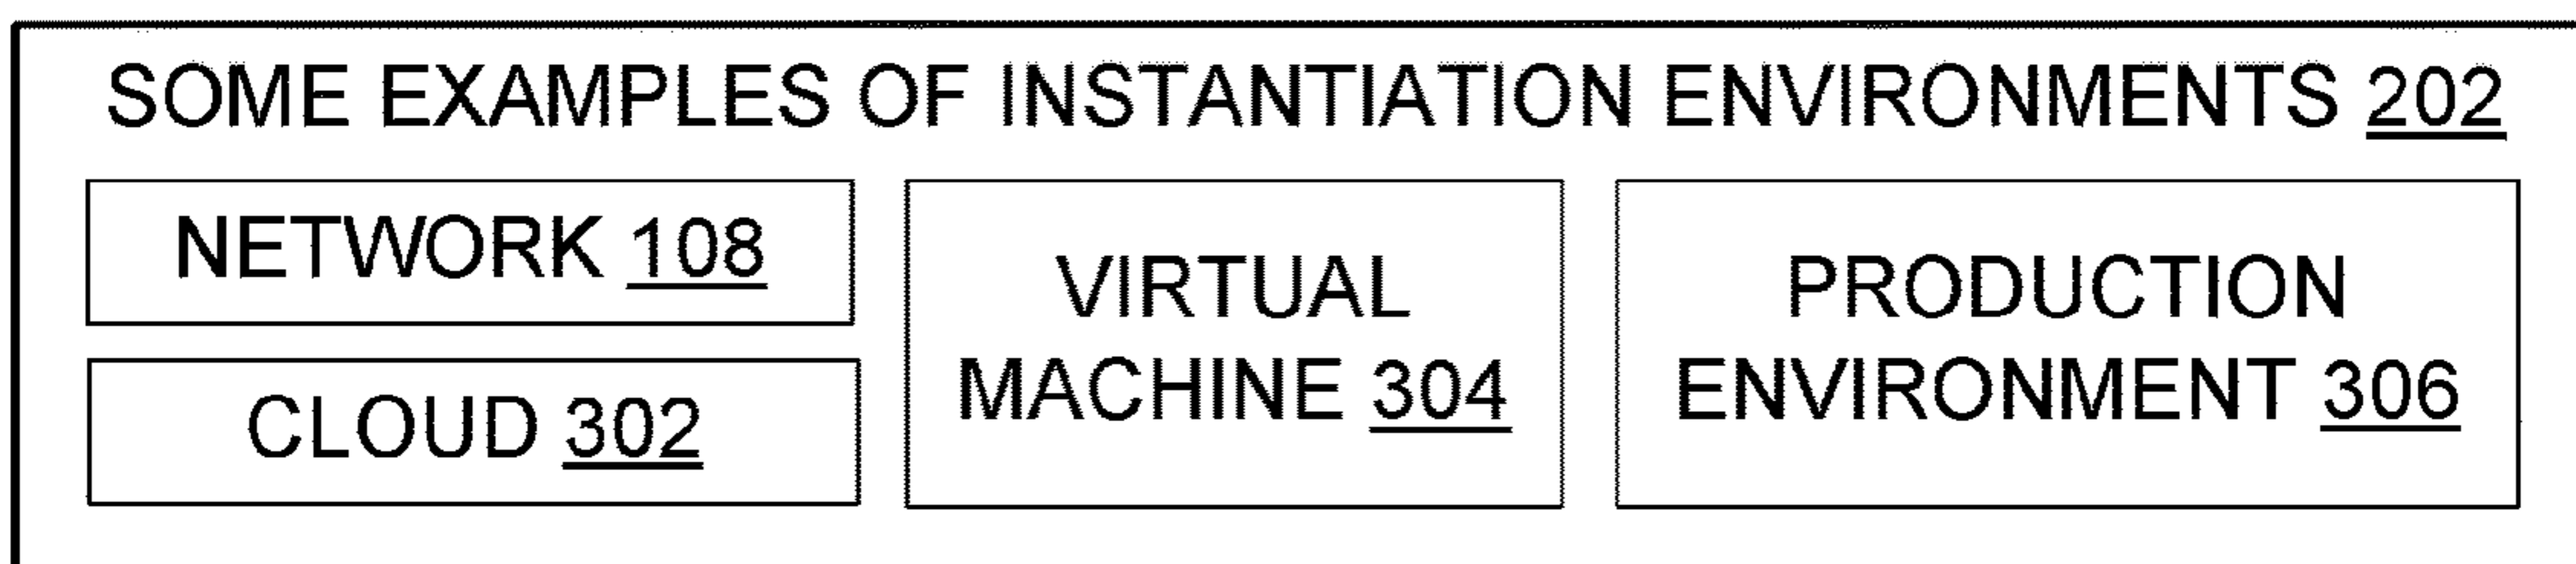 SOME EXAMPLES OF INSTANTIATION ENVIRONMENTS 202
NETWORK 108
CLOUD 302
VIRTUAL
MACHINE 304
PRODUCTION
ENVIRONMENT 306